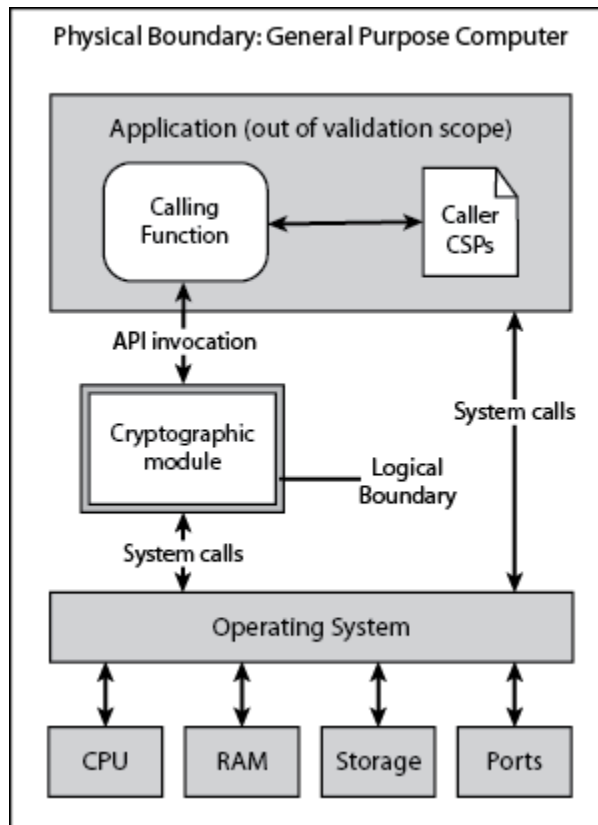 Physical Boundary: General Purpose Computer
Application (out of validation scope)
Calling
Function
Caller
CSPs
API invocation
System calls
Cryptographic
module
Logical
Boundary
System calls
Operating System
CPU
RAM
Storage
Ports